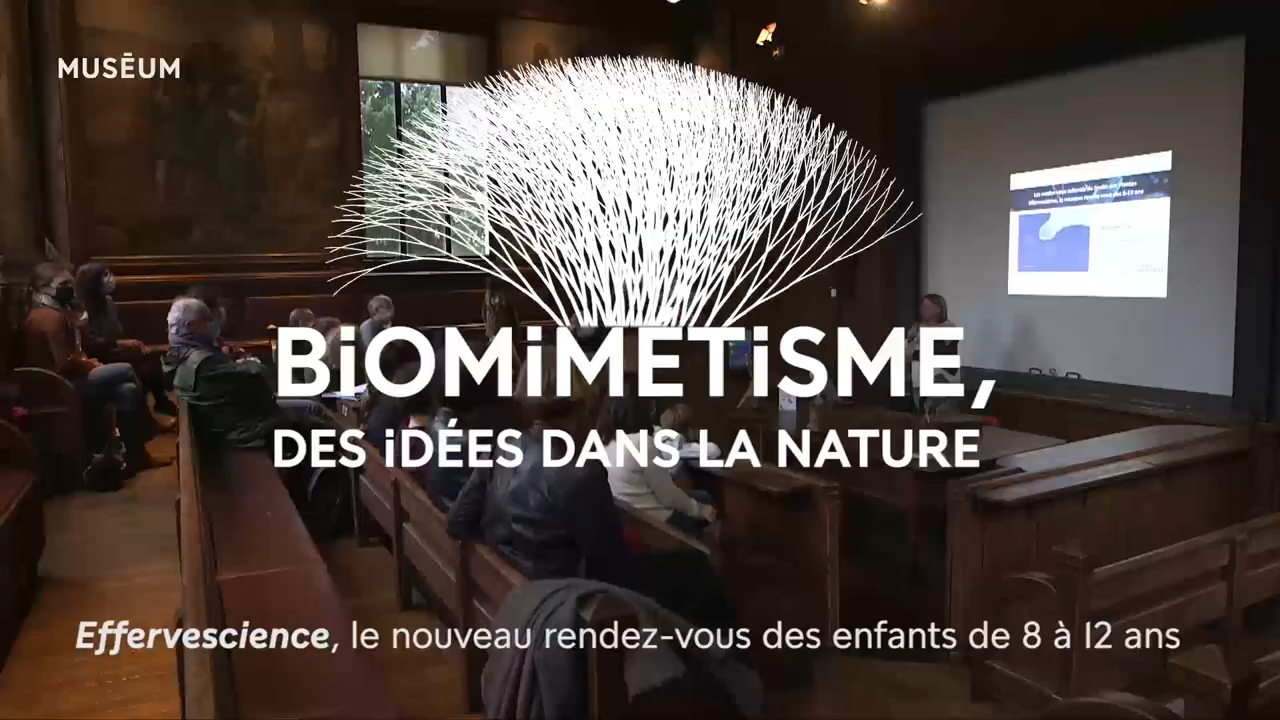 MUSĒUM
BiOMiMETiSME,
DES iDÉES DANS LA NATURE
Effervescience, le nouveau rendez-vous des enfants de 8 à 12 ans